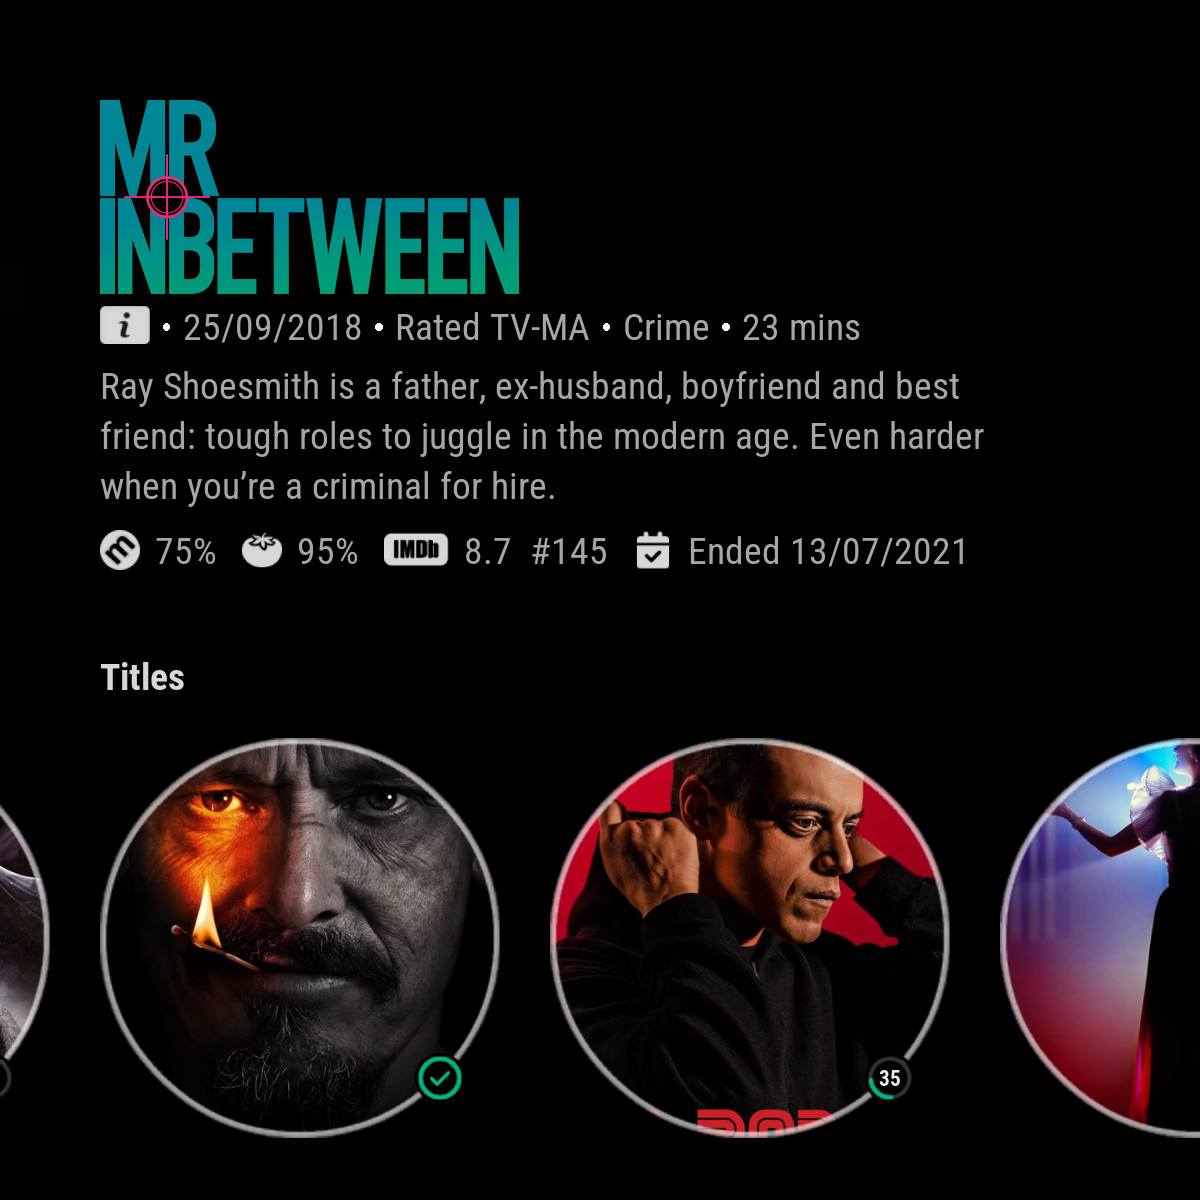 MR
INBETWEEN
i • 25/09/2018 • Rated TV-MA • Crime • 23 mins
Ray Shoesmith is a father, ex-husband, boyfriend and best
friend: tough roles to juggle in the modern age. Even harder
when you’re a criminal for hire.
m 75% 95% IMDb 8.7 #145 Ended 13/07/2021
Titles
35